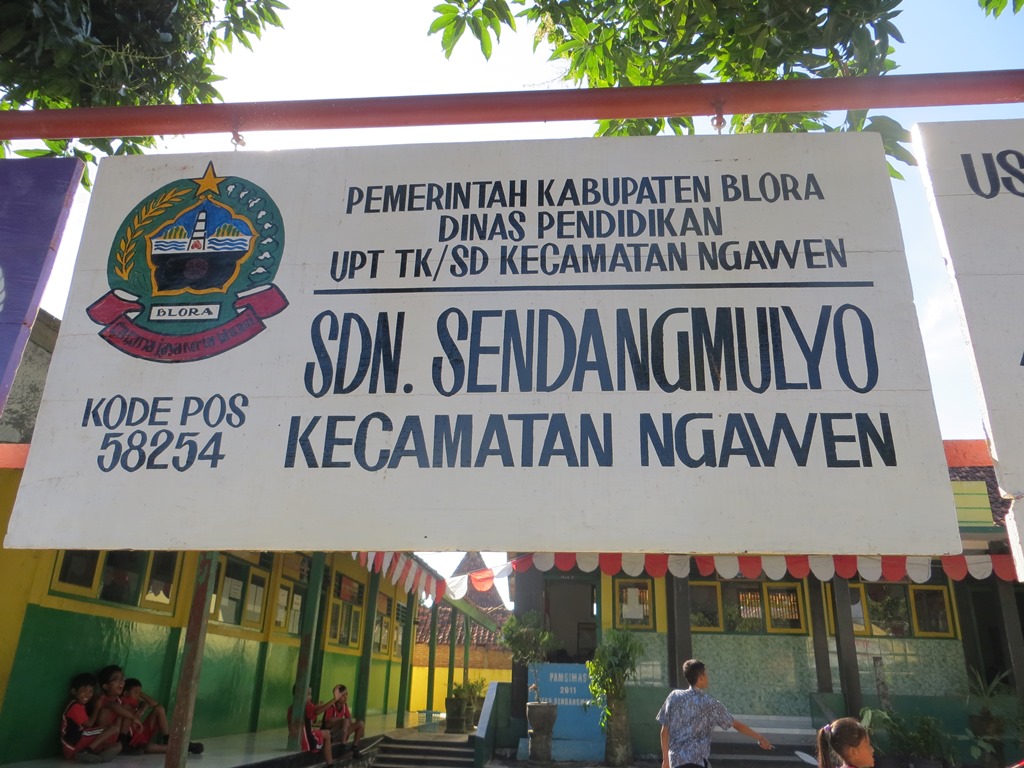 PEMERINTAH KABUPATEN BLORA
DINAS PENDIDIKAN
UPT TK/SD KECAMATAN NGAWEN
SDN. SENDANGMULYO
KECAMATAN NGAWEN
BLORA
KODE POS
58254
US
PAMSIMAS
2011